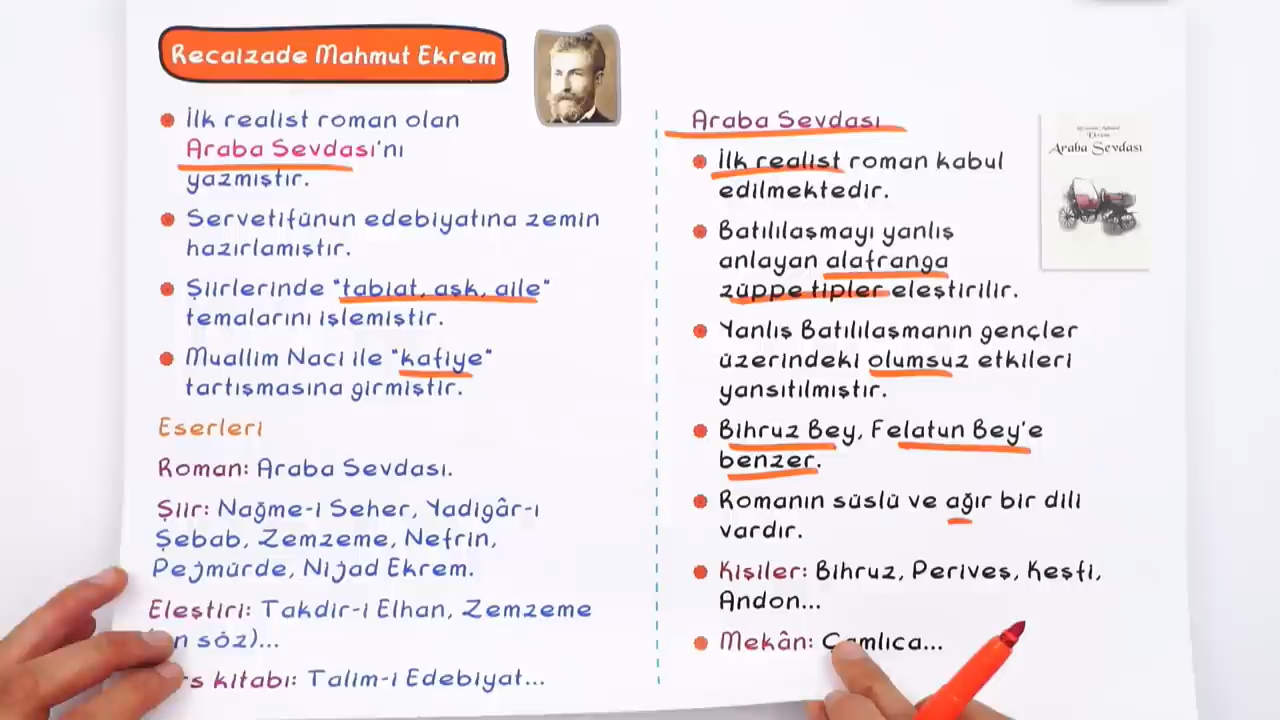 Recaizade Mahmut Ekrem
İlk realist roman olan
Araba Sevdası'nı
yazmıştır.
Servetifünun edebiyatına zemin
hazırlamıştır.
Şiirlerinde "tabiat, aşk, aile"
temalarını işlemiştir.
Muallim Naci ile "kafiye"
tartışmasına girmiştir.
Eserleri
Roman: Araba Sevdası.
Şiir: Nağme-i Seher, Yadigâr-ı
Şebab, Zemzeme, Nefrin,
Pejmürde, Nijad Ekrem.
Eleştiri: Takdir-i Elhan, Zemzeme
söz)...
kitabı: Talim-i Edebiyat...
Araba Sevdası
İlk realist roman kabul
edilmektedir.
Batılılaşmayı yanlış
anlayan alafranga
züppe tipler eleştirilir.
Yanlış Batılılaşmanın gençler
üzerindeki olumsuz etkileri
yansıtılmıştır.
Bihruz Bey, Felatun Bey'e
benzer.
Romanın süslü ve ağır bir dili
vardır.
Kişiler: Bihruz, Periveş, Keşfi,
Andon...
Mekân: Çamlıca...
Ekrem
Araba Sevdası